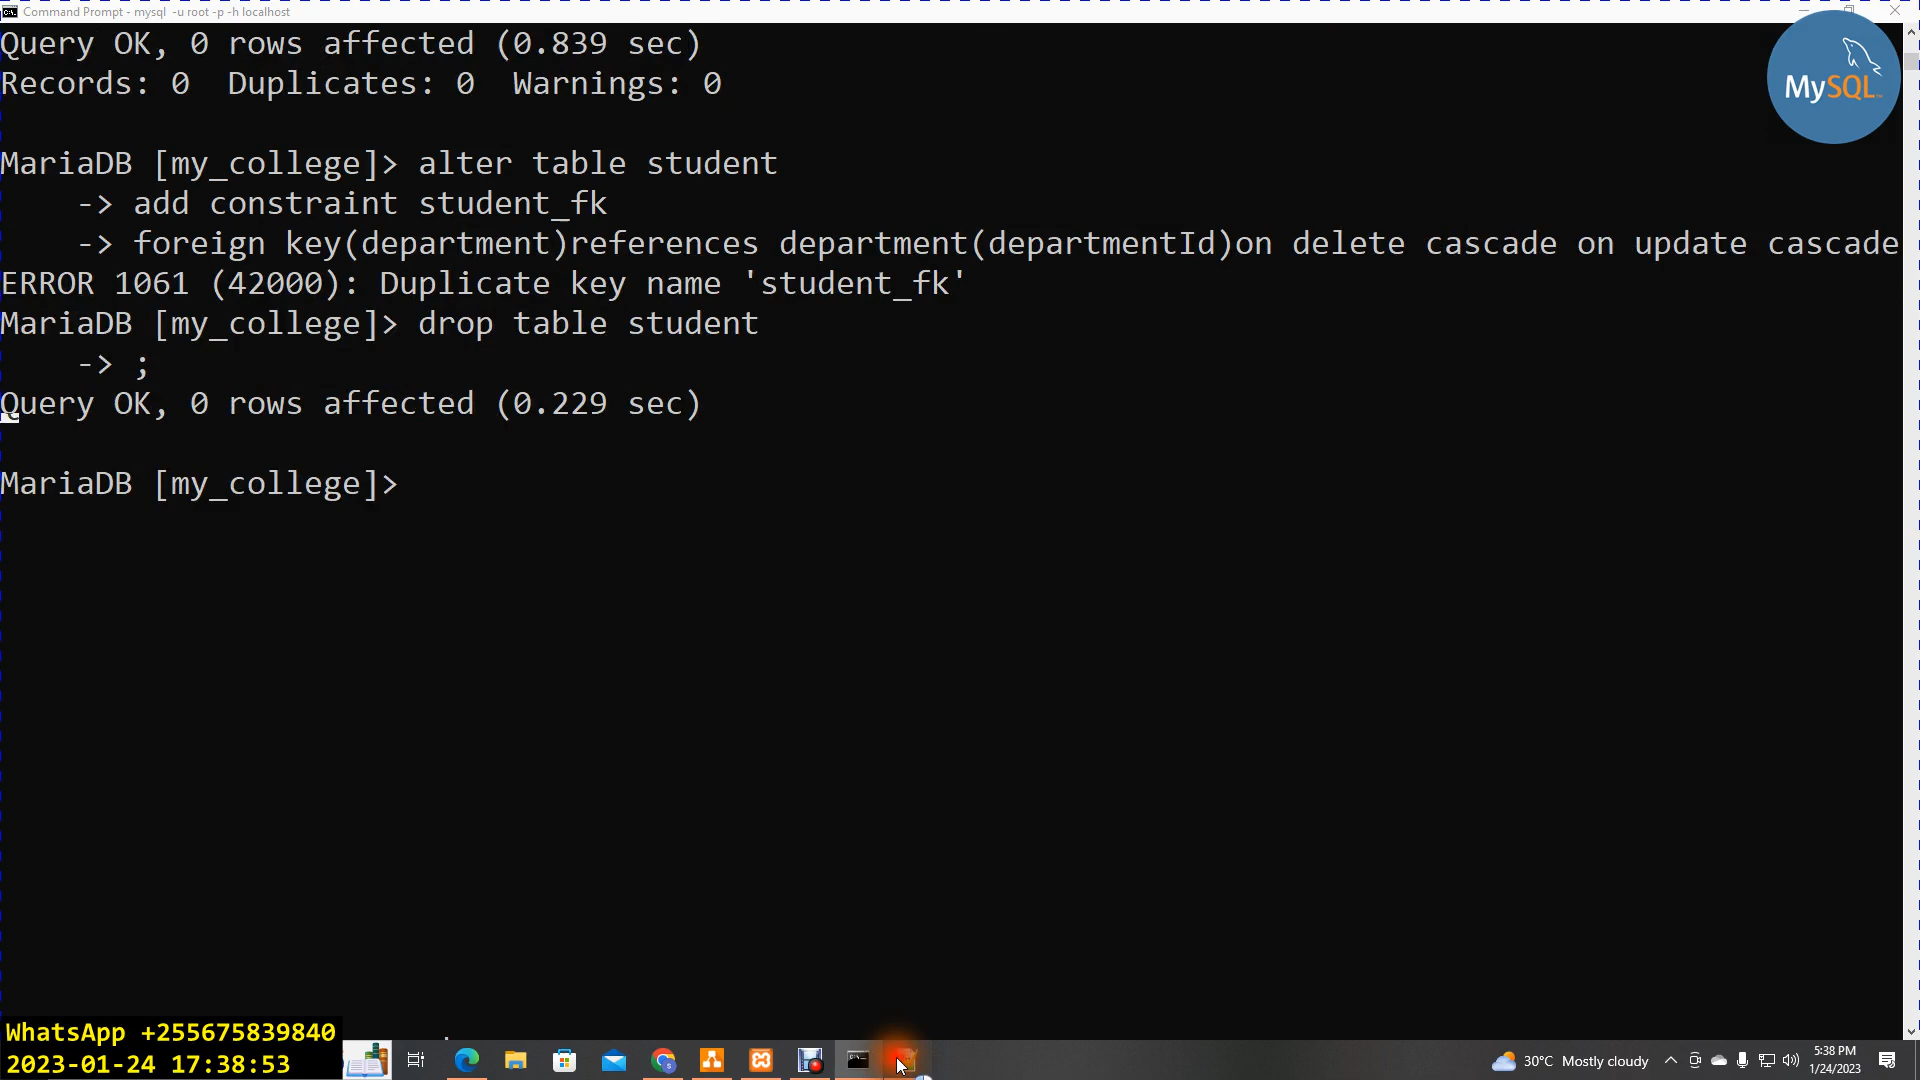 Command Prompt - mysql -u root -p -h localhost
Query OK, 0 rows affected (0.839 sec)
Records: 0  Duplicates: 0  Warnings: 0
MySQL
MariaDB [my_college]> alter table student
    -> add constraint student_fk
    -> foreign key(department)references department(departmentId)on delete cascade on update cascade
ERROR 1061 (42000): Duplicate key name 'student_fk'
MariaDB [my_college]> drop table student
    -> ;
Query OK, 0 rows affected (0.229 sec)
MariaDB [my_college]>
WhatsApp +255675839840
2023-01-24 17:38:53
30°C Mostly cloudy
5:38 PM
1/24/2023